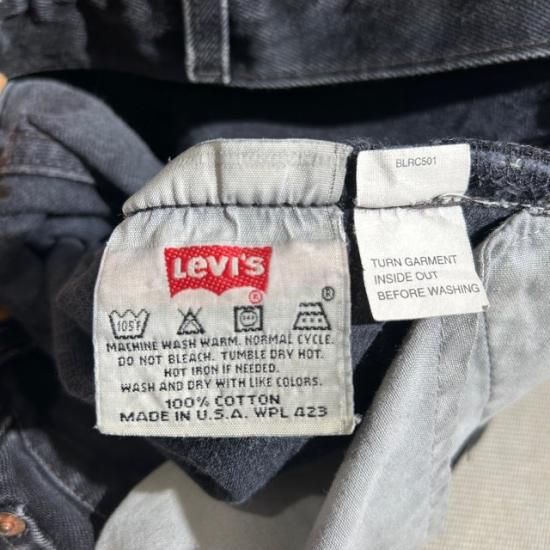 BLRC501
TURN GARMENT
INSIDE OUT
BEFORE WASHING
LEVI'S
®
®
105°F
MACHINE WASH WARM. NORMAL CYCLE.
DO NOT BLEACH. TUMBLE DRY HOT.
HOT IRON IF NEEDED.
WASH AND DRY WITH LIKE COLORS.
100% COTTON
MADE IN U.S.A. WPL 423